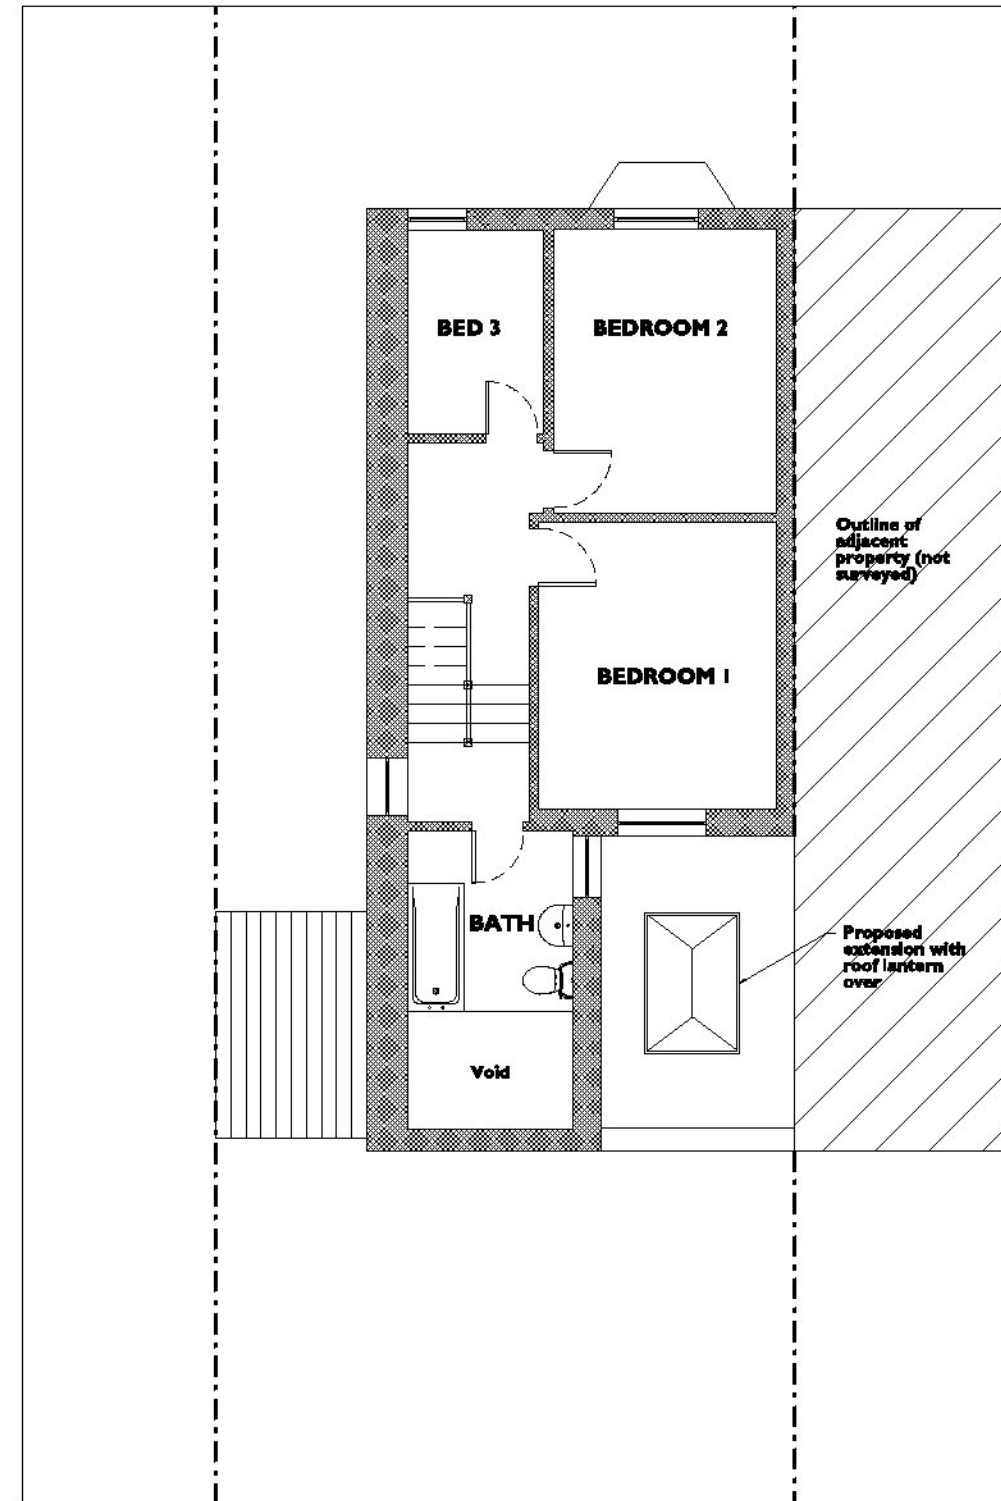 BED 3
BEDROOM 2
Outline of
adjacent
property (not
surveyed)
BEDROOM 1
BATH
Proposed
extension with
roof lantern
over
Void